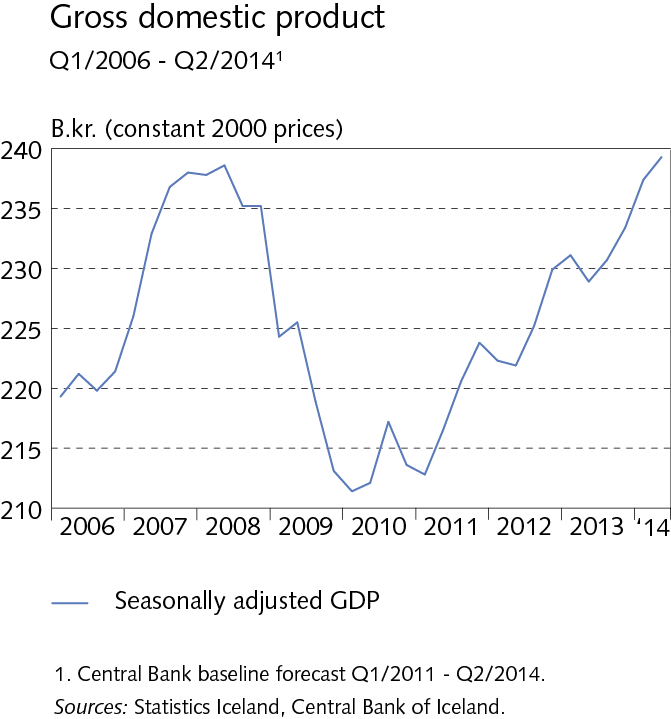 Gross domestic product
Q1/2006 - Q2/2014¹
B.kr. (constant 2000 prices)
240
235
230
225
220
215
210
2006 2007 2008 2009 2010 2011 2012 2013 ‘14
Seasonally adjusted GDP
1. Central Bank baseline forecast Q1/2011 - Q2/2014.
Sources: Statistics Iceland, Central Bank of Iceland.